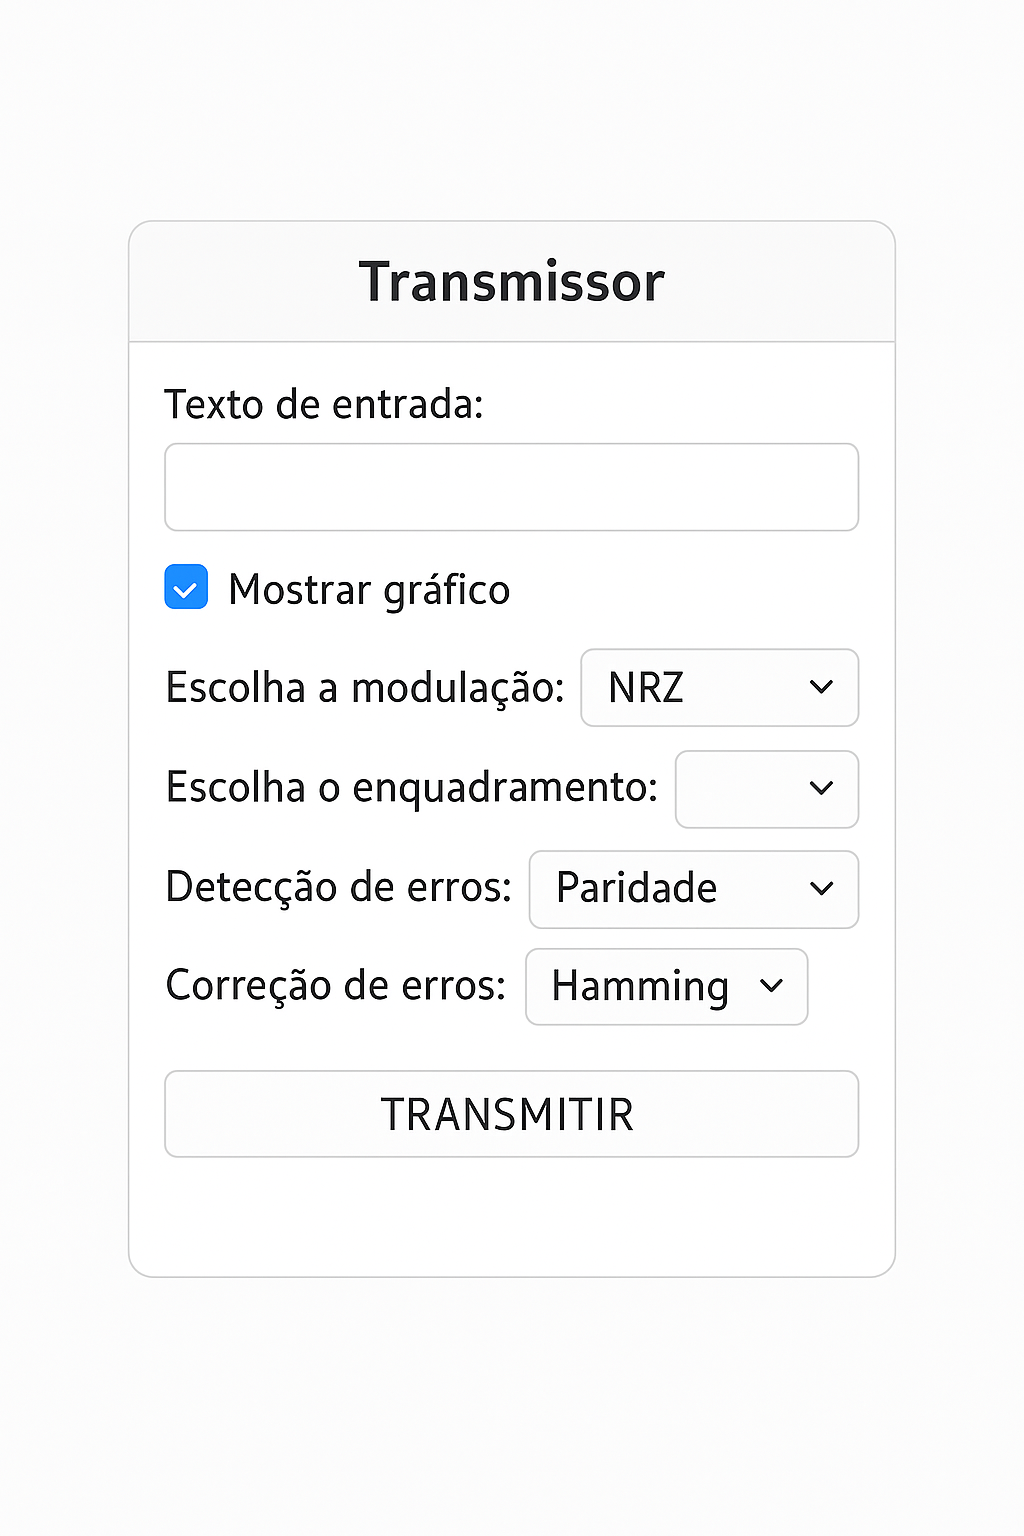 Transmissor
Texto de entrada:
Mostrar gráfico
Escolha a modulação: NRZ
Escolha o enquadramento:
Detecção de erros: Paridade
Correção de erros: Hamming
TRANSMITIR